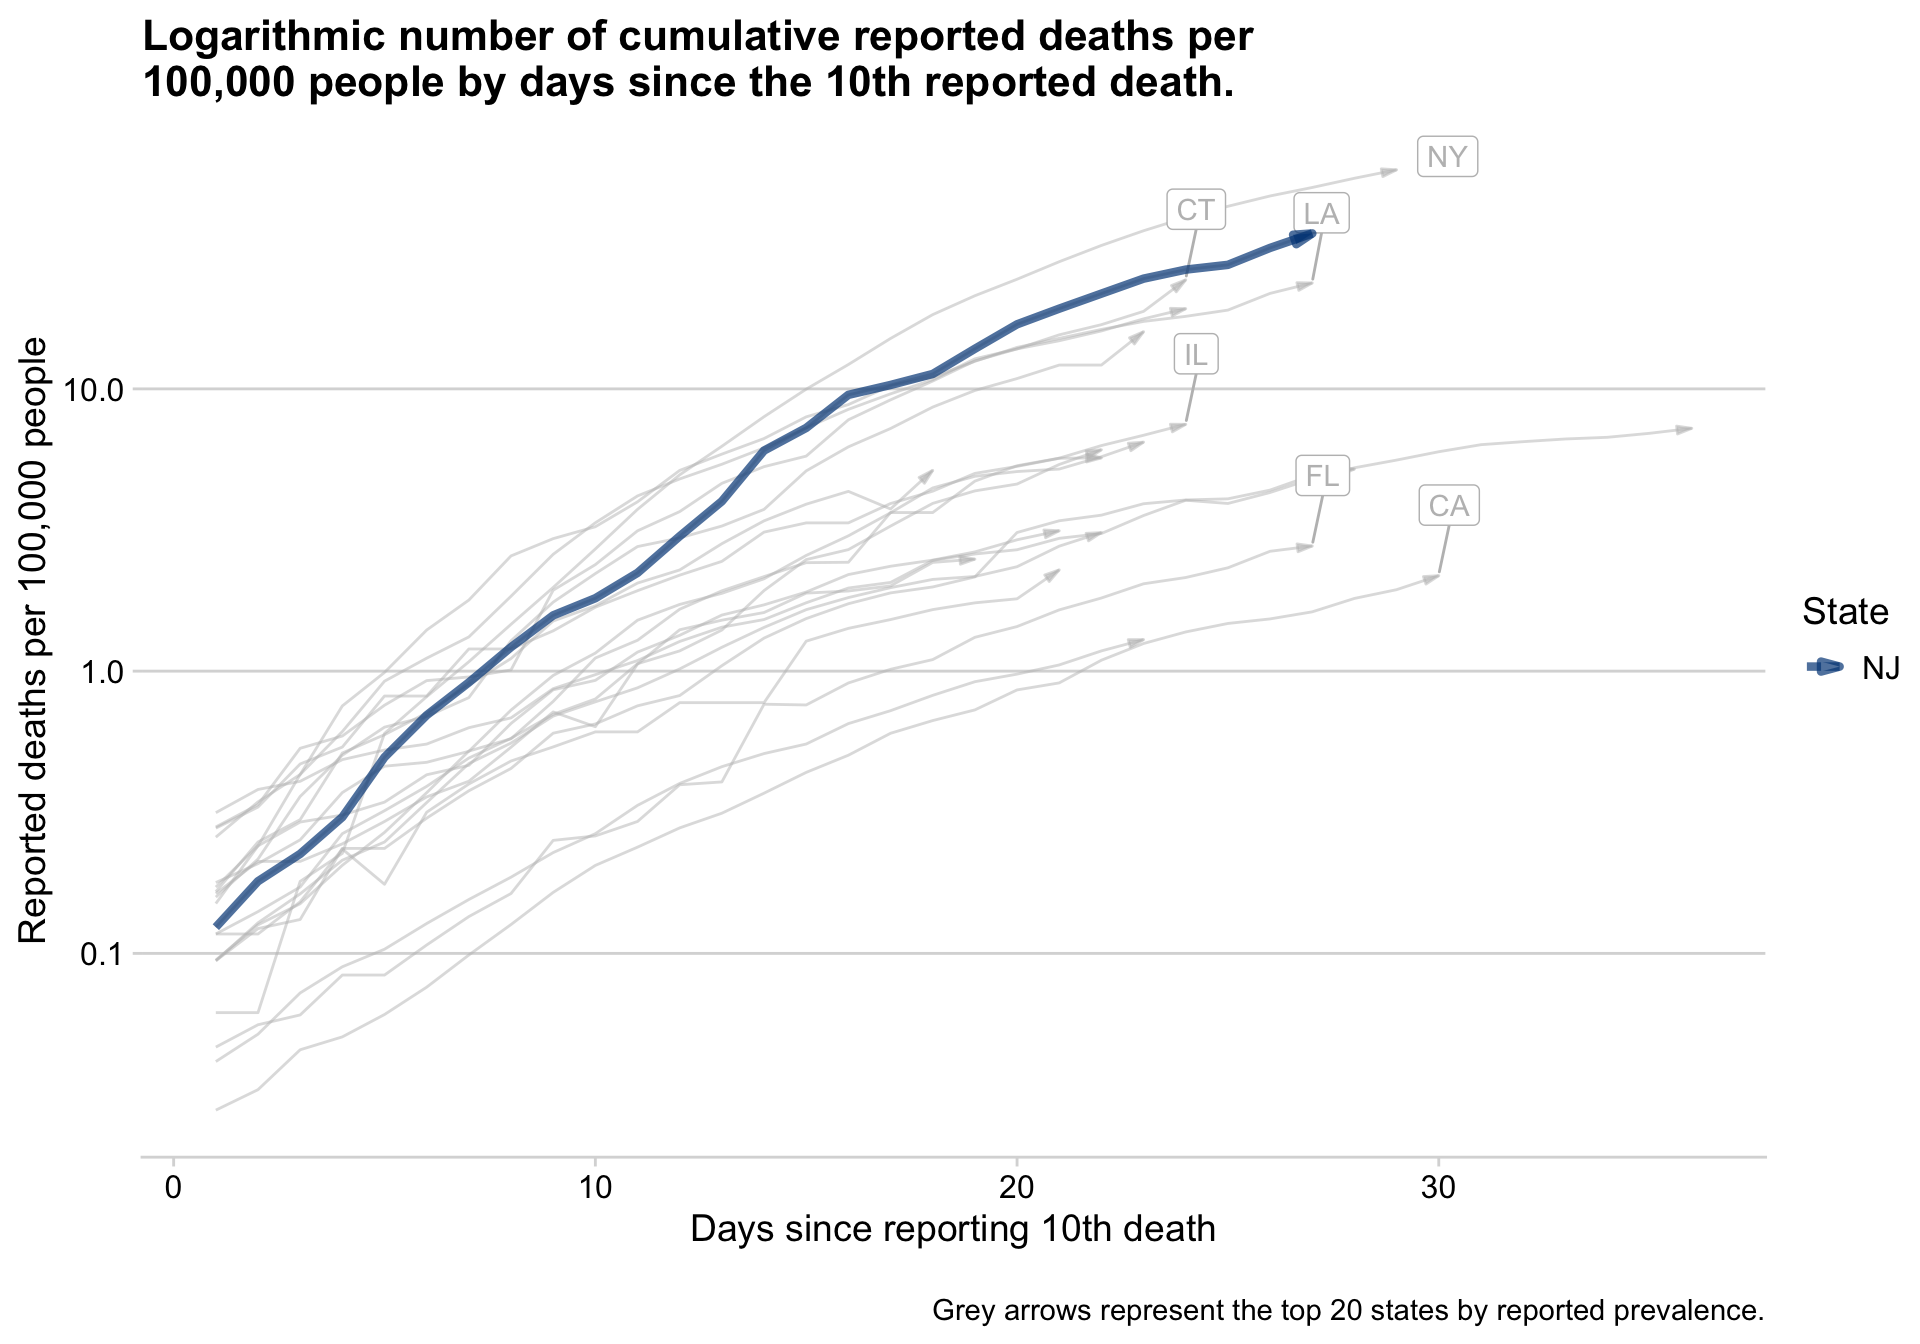 Logarithmic number of cumulative reported deaths per
100,000 people by days since the 10th reported death.
NY
CT
LA
IL
FL
CA
Reported deaths per 100,000 people
10.0
1.0
0.1
State
NJ
0
10
20
30
Days since reporting 10th death
Grey arrows represent the top 20 states by reported prevalence.